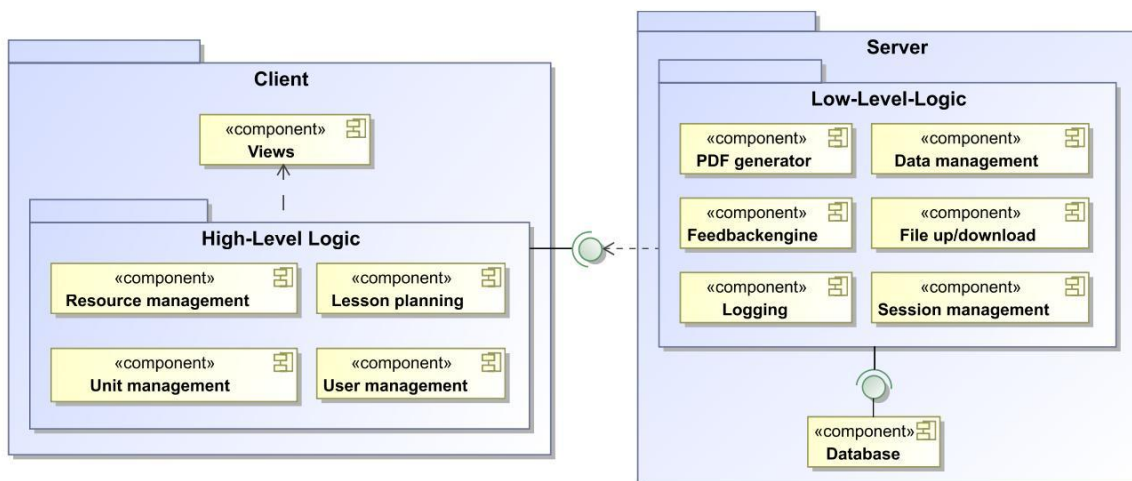 Client
«component»
Views
High-Level Logic
«component»
Resource management
«component»
Lesson planning
«component»
Unit management
«component»
User management
Server
Low-Level-Logic
«component»
PDF generator
«component»
Data management
«component»
Feedbackengine
«component»
File up/download
«component»
Logging
«component»
Session management
«component»
Database